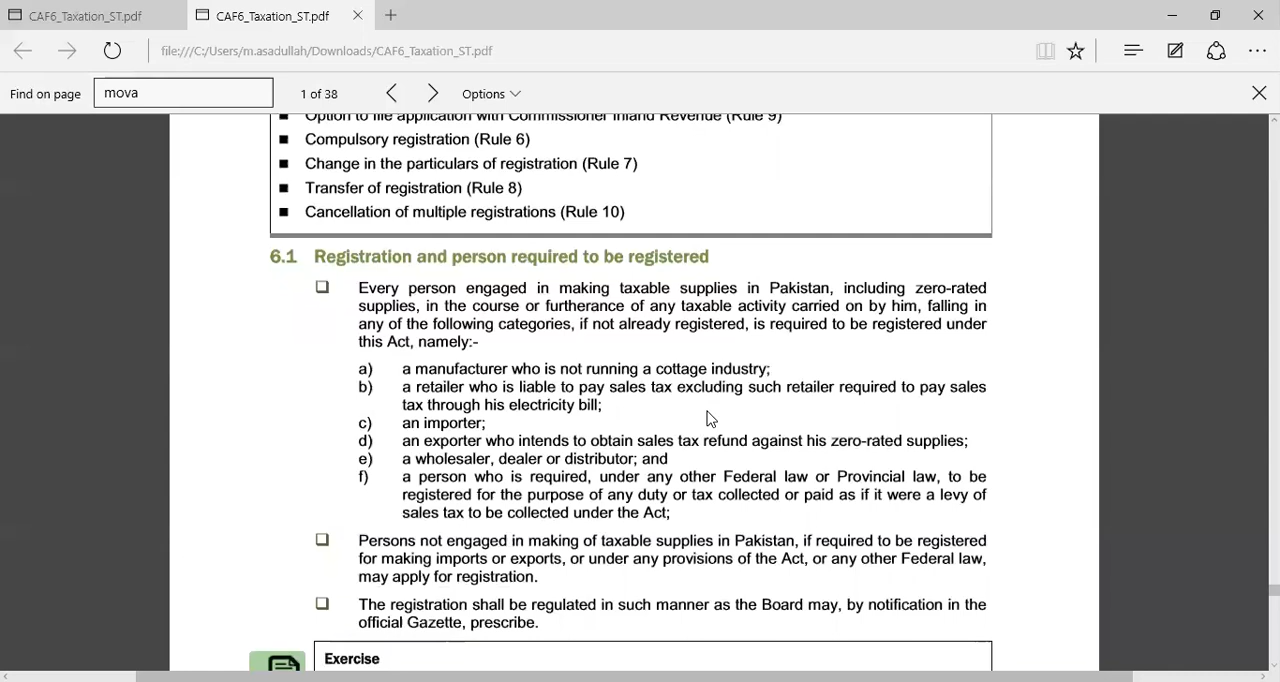 CAF6_Taxation_ST.pdf
CAF6_Taxation_ST.pdf
file:///C:/Users/m.asadullah/Downloads/CAF6_Taxation_ST.pdf
Find on page mova 1 of 38 Options
Option to file application with Commissioner Inland Revenue (Rule 9)
■ Compulsory registration (Rule 6)
■ Change in the particulars of registration (Rule 7)
■ Transfer of registration (Rule 8)
■ Cancellation of multiple registrations (Rule 10)
6.1 Registration and person required to be registered
❑ Every person engaged in making taxable supplies in Pakistan, including zero-rated
supplies, in the course or furtherance of any taxable activity carried on by him, falling in
any of the following categories, if not already registered, is required to be registered under
this Act, namely:-
a) a manufacturer who is not running a cottage industry;
b) a retailer who is liable to pay sales tax excluding such retailer required to pay sales
tax through his electricity bill;
c) an importer;
d) an exporter who intends to obtain sales tax refund against his zero-rated supplies;
e) a wholesaler, dealer or distributor; and
f) a person who is required, under any other Federal law or Provincial law, to be
registered for the purpose of any duty or tax collected or paid as if it were a levy of
sales tax to be collected under the Act;
❑ Persons not engaged in making of taxable supplies in Pakistan, if required to be registered
for making imports or exports, or under any provisions of the Act, or any other Federal law,
may apply for registration.
❑ The registration shall be regulated in such manner as the Board may, by notification in the
official Gazette, prescribe.
Exercise